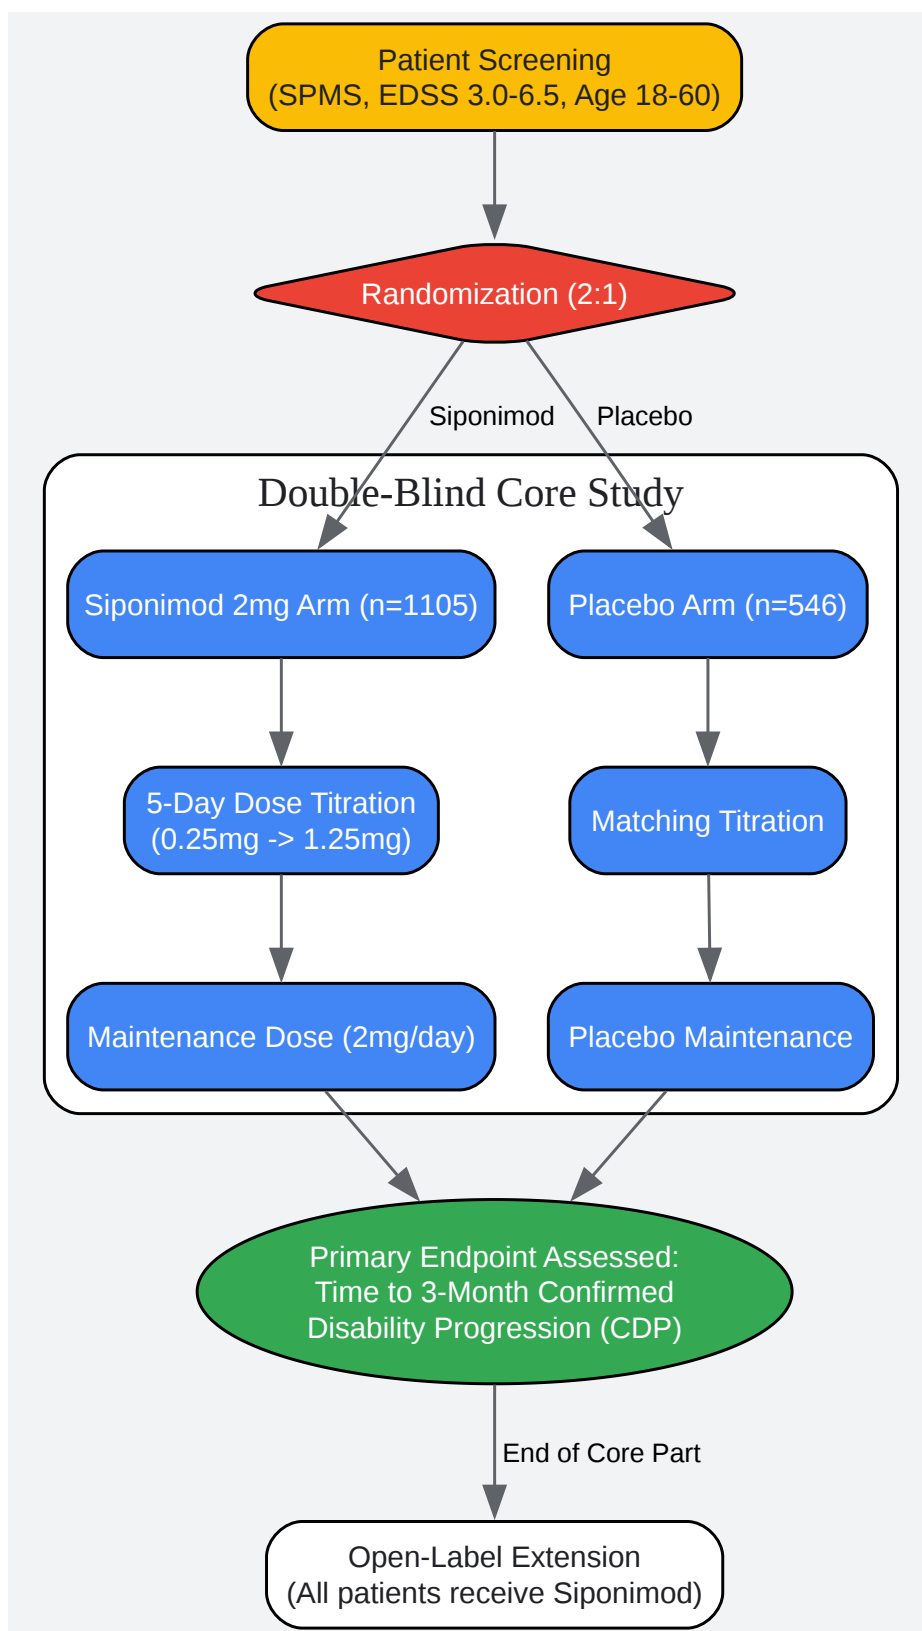 Patient Screening
(SPMS, EDSS 3.0-6.5, Age 18-60)
Randomization (2:1)
Siponimod
Placebo
Double-Blind Core Study
Siponimod 2mg Arm (n=1105)
Placebo Arm (n=546)
5-Day Dose Titration
(0.25mg -> 1.25mg)
Matching Titration
Maintenance Dose (2mg/day)
Placebo Maintenance
Primary Endpoint Assessed:
Time to 3-Month Confirmed
Disability Progression (CDP)
End of Core Part
Open-Label Extension
(All patients receive Siponimod)